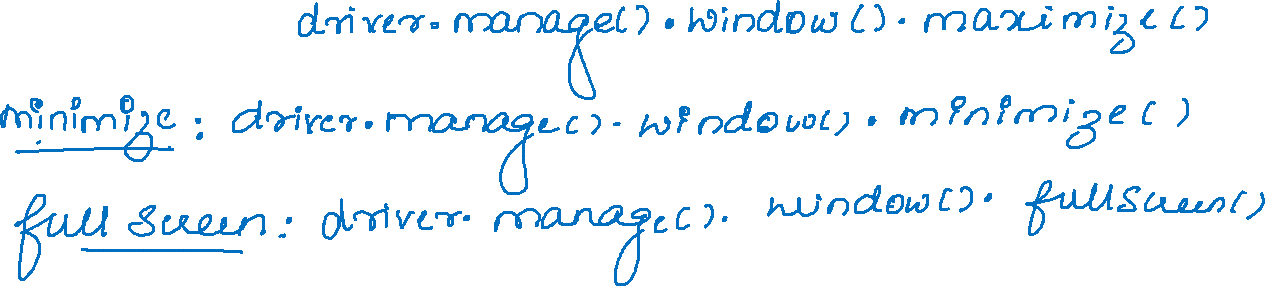 driver.manage().window().maximize()
minimize: driver.manage().window().minimize()
full screen: driver.manage().window().fullscreen()